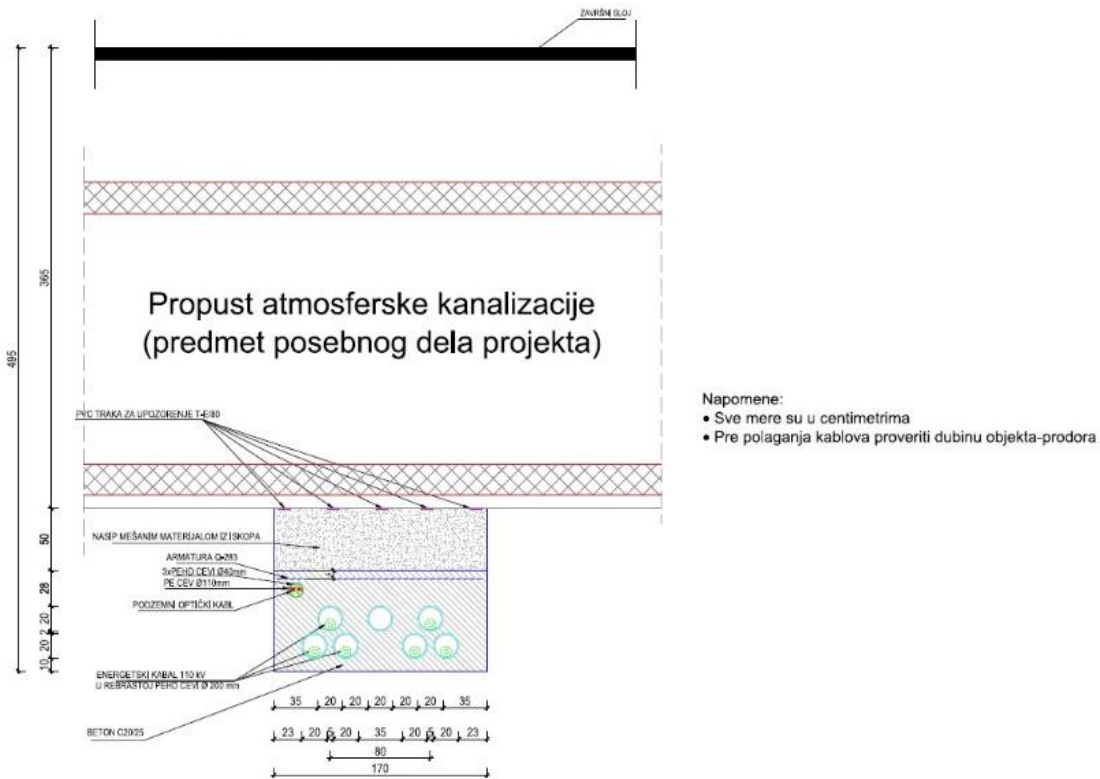 ZAVRŠNI SLOJ
Propust atmosferske kanalizacije
(predmet posebnog dela projekta)
495
365
PVC TRAKA ZA UPOZORENJE T-E/80
Napomene:
• Sve mere su u centimetrima
• Pre polaganja kablova proveriti dubinu objekta-prodora
50
NASIP MEŠANIM MATERIJALOM IZ ISKOPA
ARMATURA Q-283
3xPEHD CEVI Ø40mm
PE CEV Ø110mm
28
PODZEMNI OPTIČKI KABL
20
2
20
10
ENERGETSKI KABAL 110 kV
U REBRASTOJ PEHD CEVI Ø 200 mm
BETON C20/25
35 20 20 20 20 20 35
23 20 5 20 35 20 5 20 23
80
170